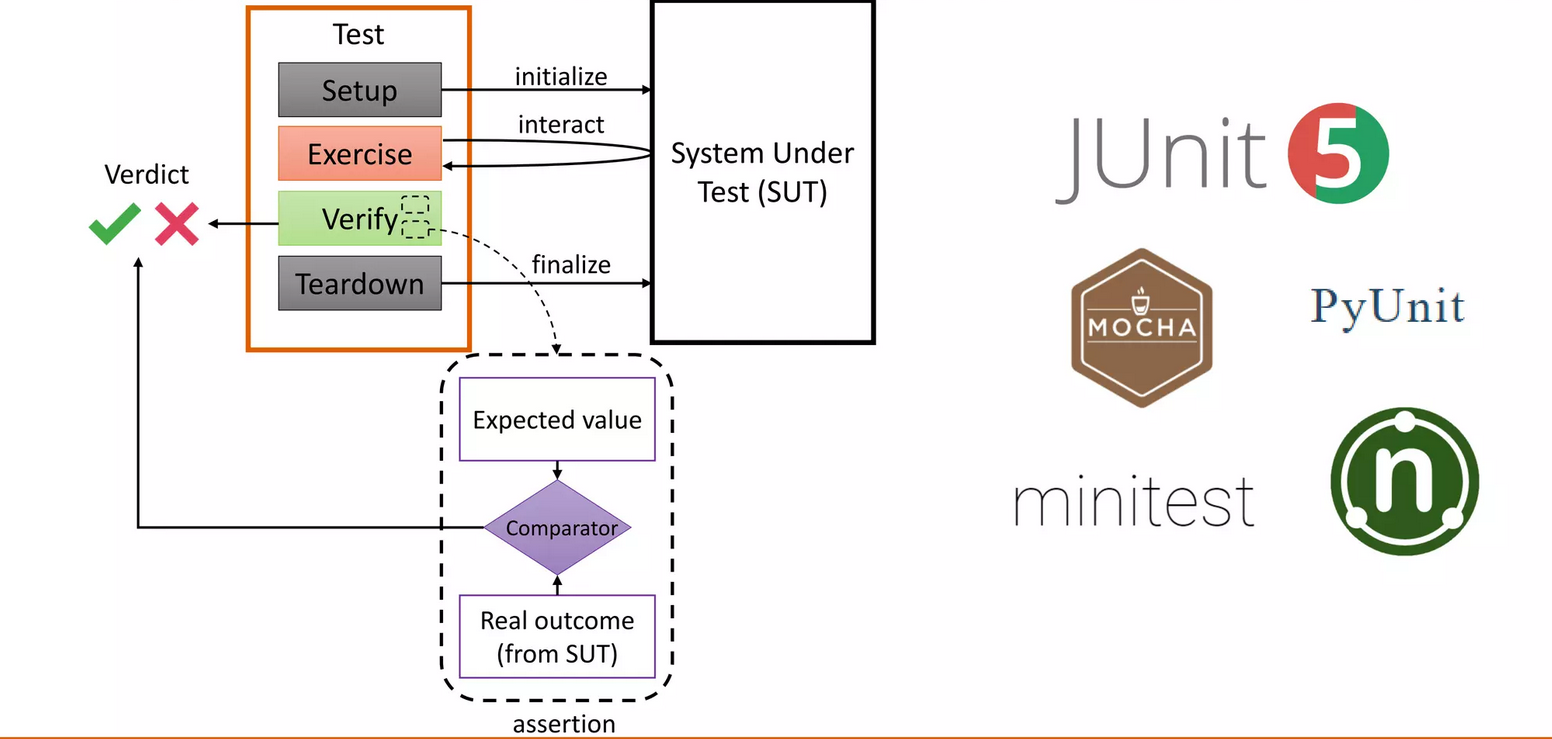 Test
Setup
initialize
Exercise
interact
Verify
Teardown
finalize
System Under
Test (SUT)
Verdict
Expected value
Comparator
Real outcome
(from SUT)
assertion
JUnit 5
MOCHA
PyUnit
minitest
n